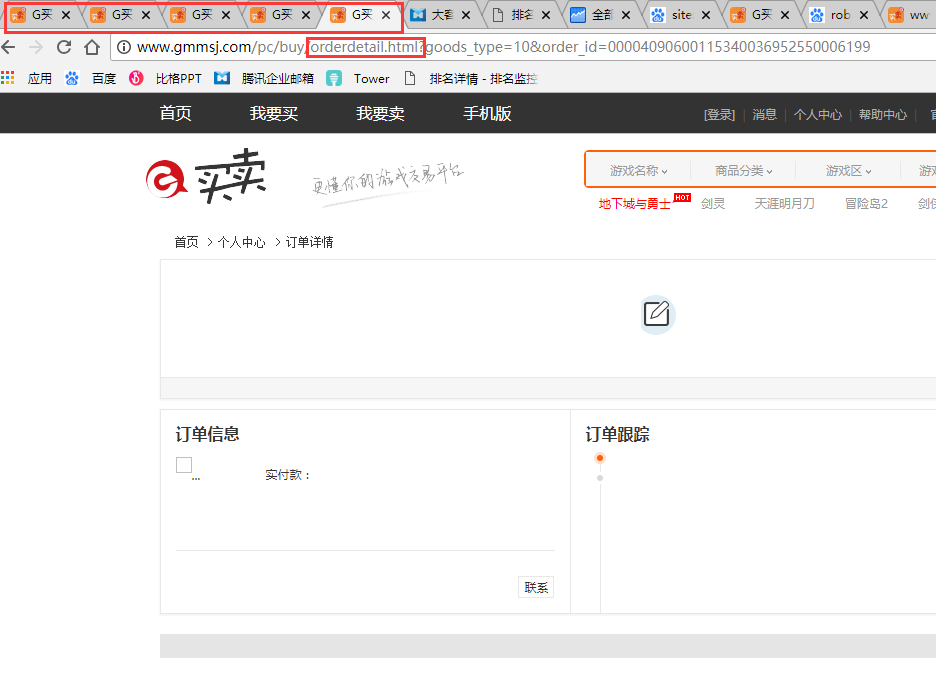 G买 G买 G买 G买 G买 大客 排名 全部 site G买 rob ww
www.gmmsj.com/pc/buy/orderdetail.html?goods_type=10&order_id=00004090600115340036952550006199
应用 百度 比格PPT 腾讯企业邮箱 Tower 排名详情 - 排名监控
首页 我要买 我要卖 手机版 [登录] 消息 个人中心 帮助中心
买卖 更懂你的游戏交易平台
游戏名称 商品分类 游戏区 游戏
地下城与勇士 HOT 剑灵 天涯明月刀 冒险岛2 剑侠
首页 > 个人中心 > 订单详情
订单信息 订单跟踪
... 实付款：
联系